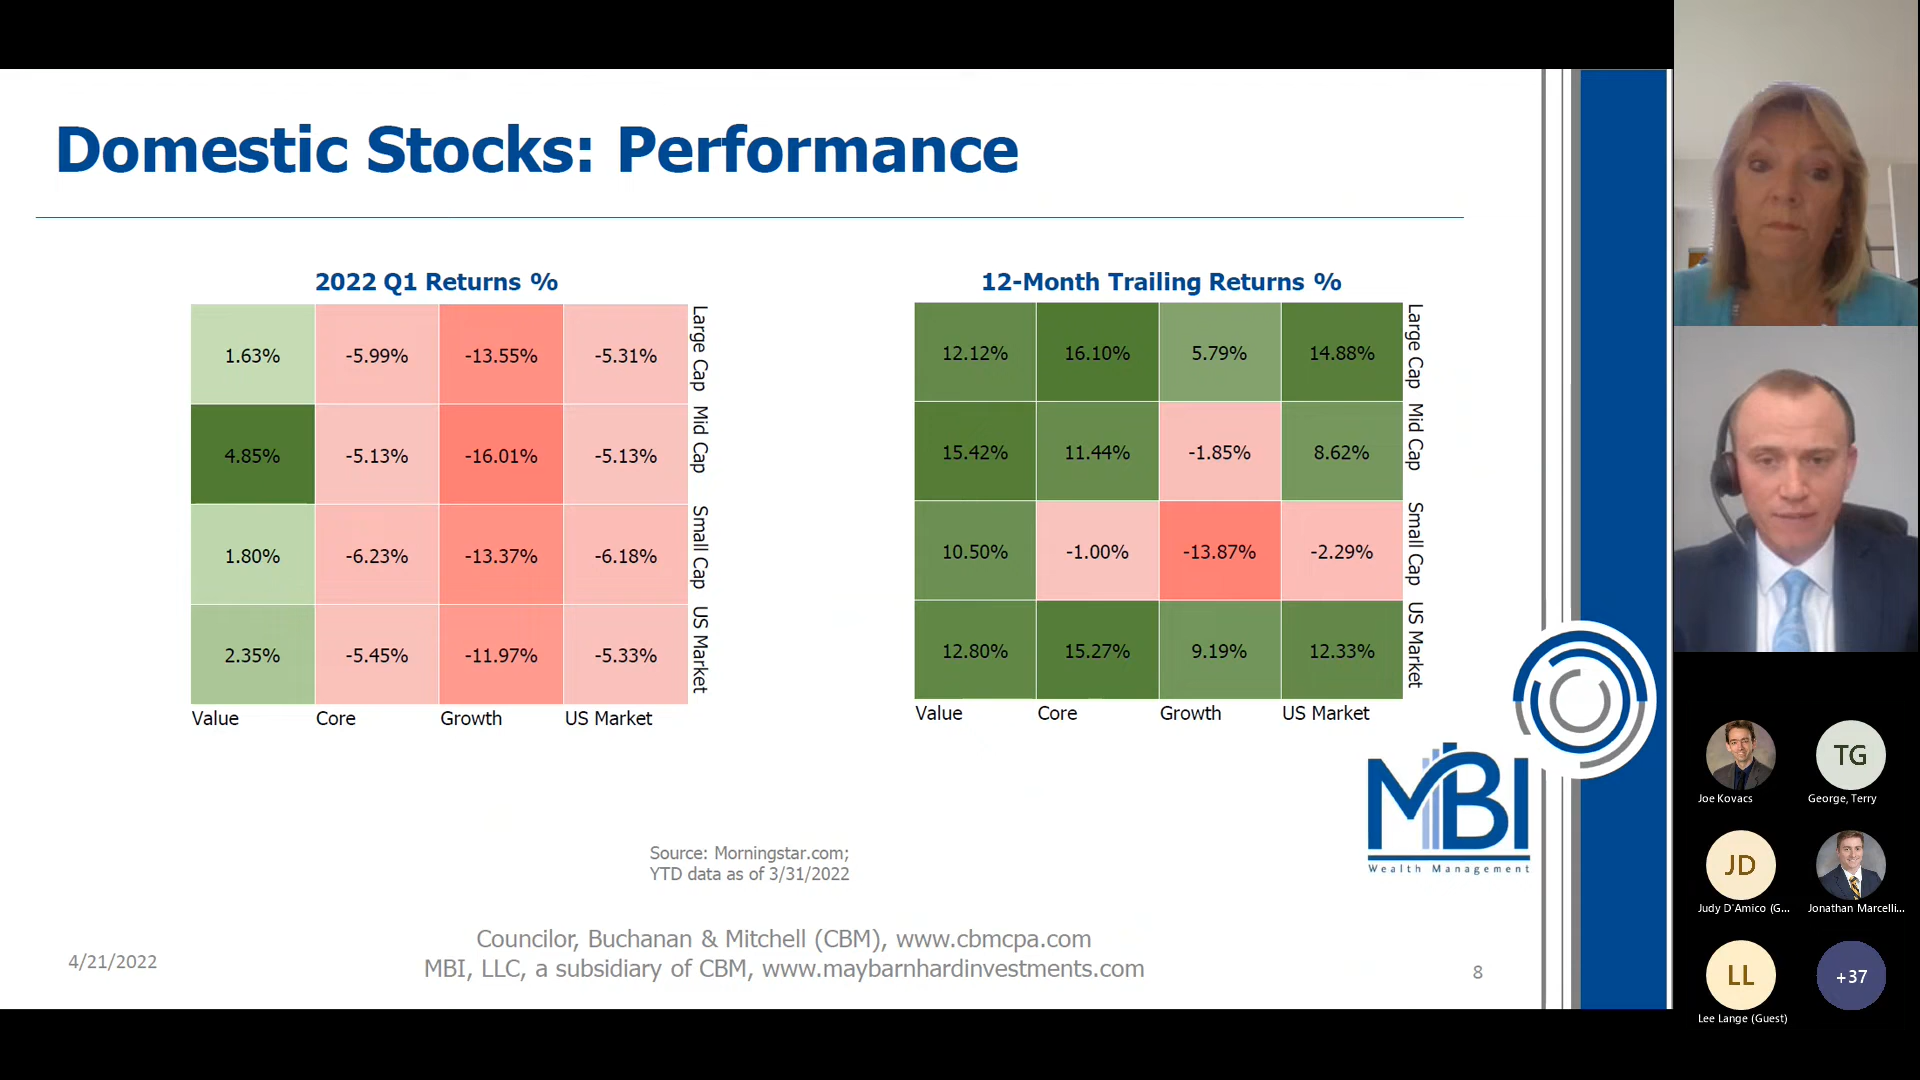 Domestic Stocks: Performance
2022 Q1 Returns %
1.63% -5.99% -13.55% -5.31% Large Cap
4.85% -5.13% -16.01% -5.13% Mid Cap
1.80% -6.23% -13.37% -6.18% Small Cap
2.35% -5.45% -11.97% -5.33% US Market
Value Core Growth US Market
12-Month Trailing Returns %
12.12% 16.10% 5.79% 14.88% Large Cap
15.42% 11.44% -1.85% 8.62% Mid Cap
10.50% -1.00% -13.87% -2.29% Small Cap
12.80% 15.27% 9.19% 12.33% US Market
Value Core Growth US Market
MBI
Wealth Management
Source: Morningstar.com;
YTD data as of 3/31/2022
Councilor, Buchanan & Mitchell (CBM), www.cbmcpa.com
MBI, LLC, a subsidiary of CBM, www.maybarnhardinvestments.com
4/21/2022
8
Joe Kovacs
TG
George, Terry
JD
Judy D'Amico (G...
Jonathan Marcelli...
LL
Lee Lange (Guest)
+37